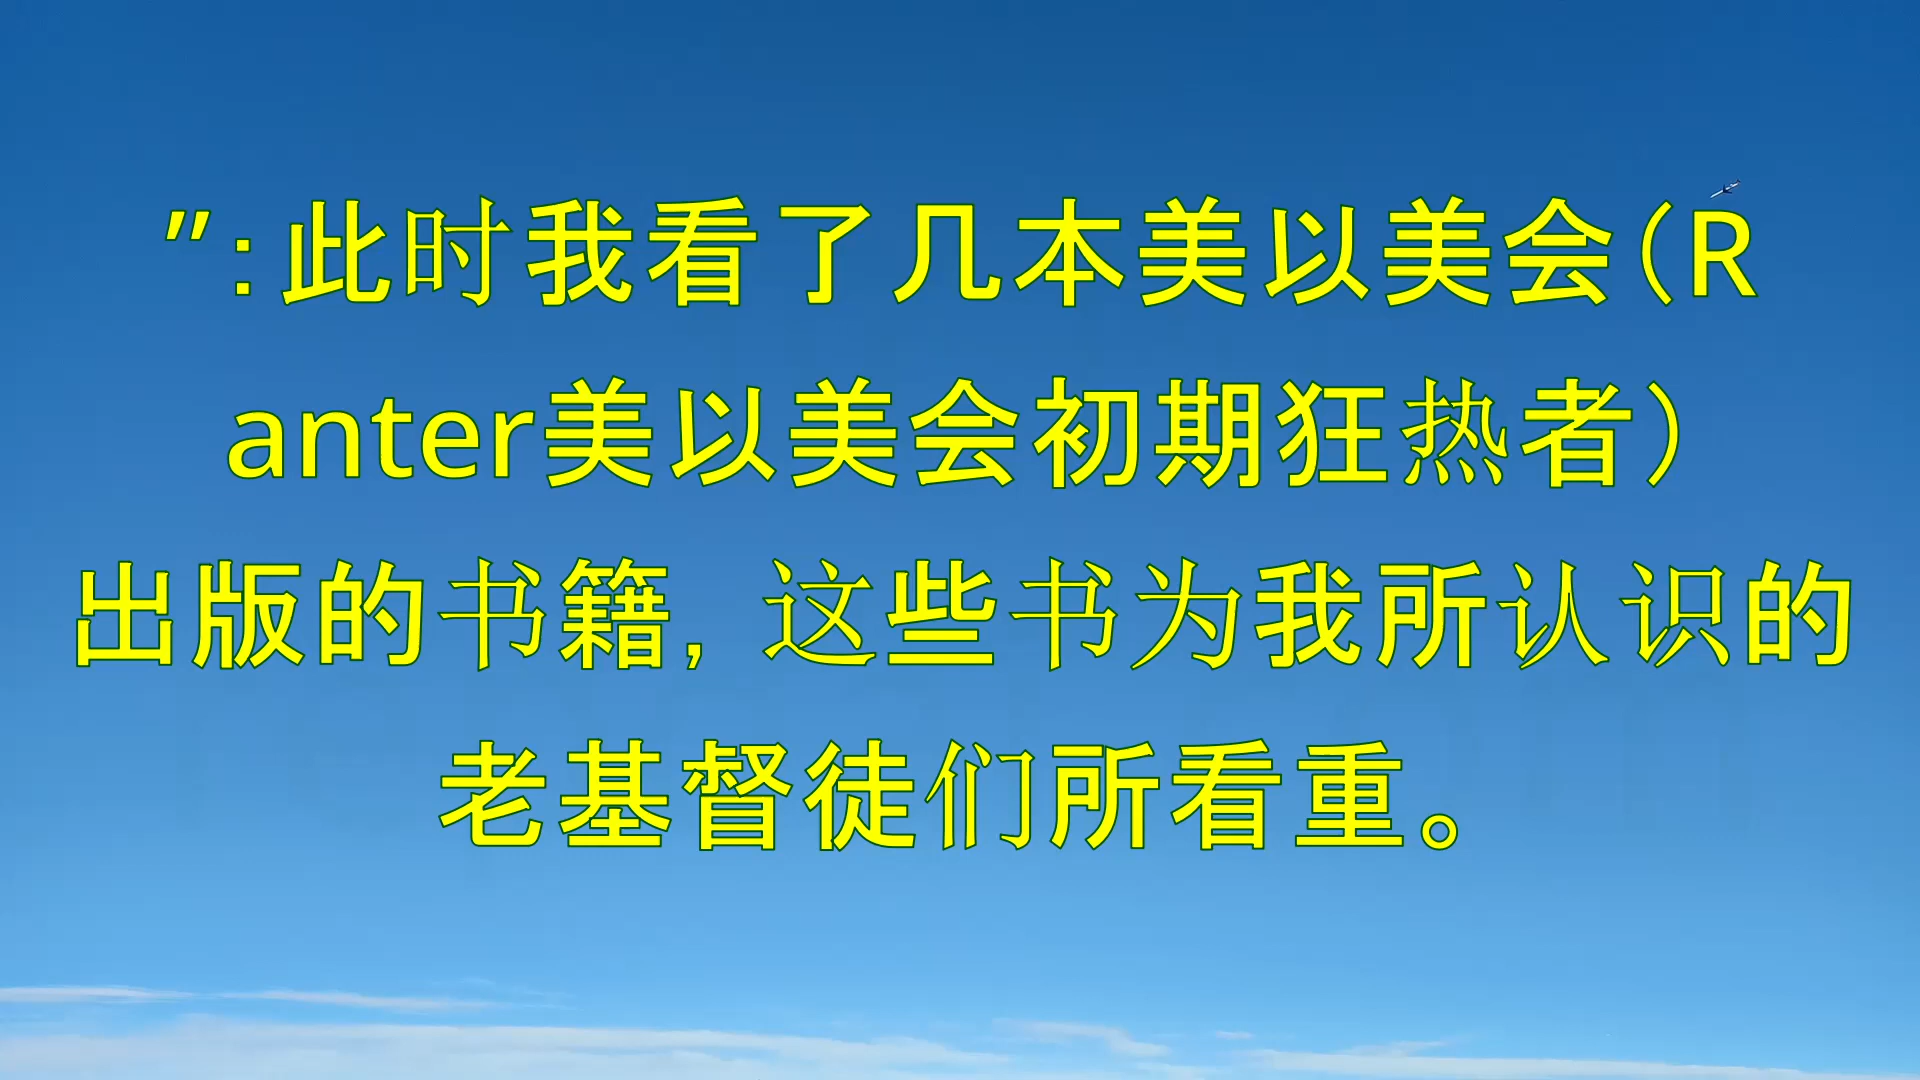 ”：此时我看了几本美以美会（R
anter美以美会初期狂热者）
出版的书籍，这些书为我所认识的
老基督徒们所看重。